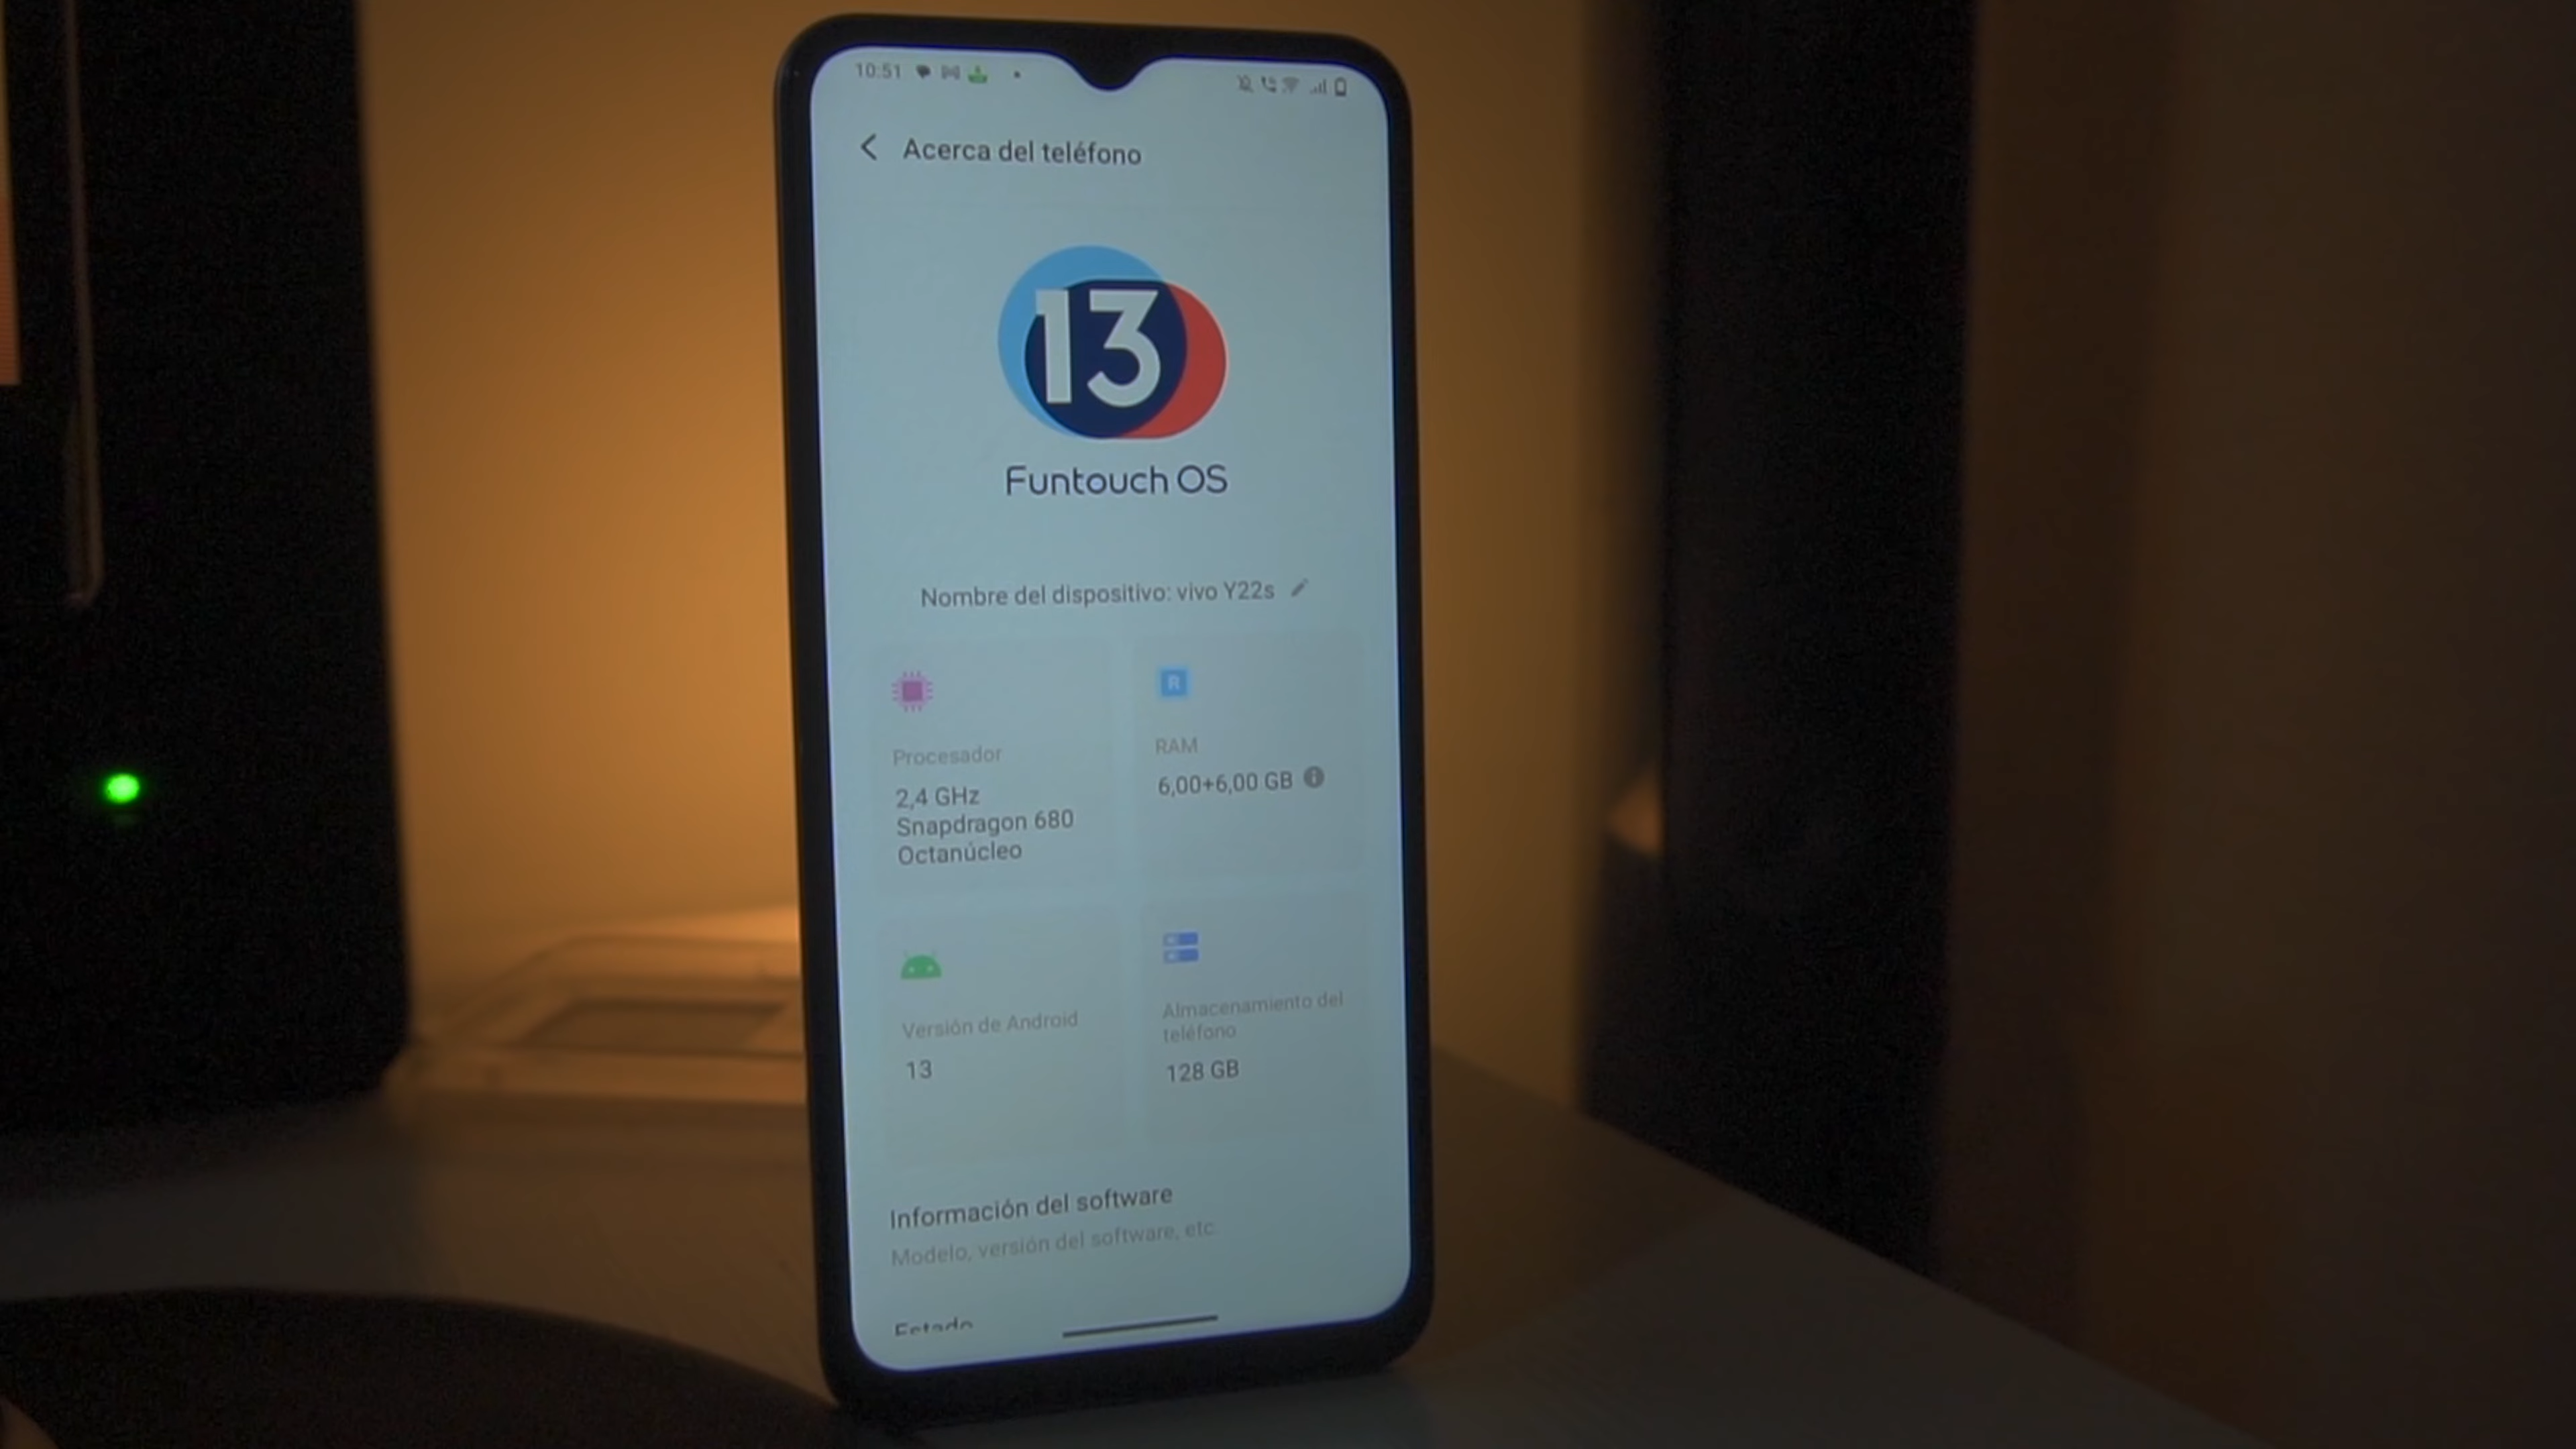 10:51
Acerca del teléfono
13
Funtouch OS
Nombre del dispositivo: vivo Y22s
R
Procesador
2,4 GHz
Snapdragon 680
Octanúcleo
RAM
6,00+6,00 GB
Versión de Android
13
Almacenamiento del
teléfono
128 GB
Información del software
Modelo, versión del software, etc.
Estado